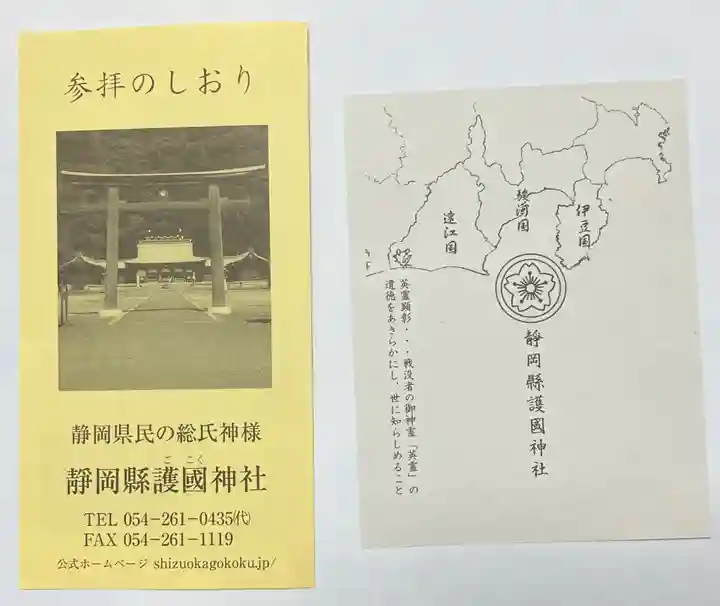 参拝のしおり
静岡県民の総氏神様
ごこく
靜岡縣護國神社
TEL 054-261-0435㈹
FAX 054-261-1119
公式ホームページ shizuokagokoku.jp/
遠江国
駿河国
伊豆国
靜岡縣護國神社
英霊顕彰・・・戦没者の御神霊「英霊」の
遺徳をあきらかにし、世に知らしめること